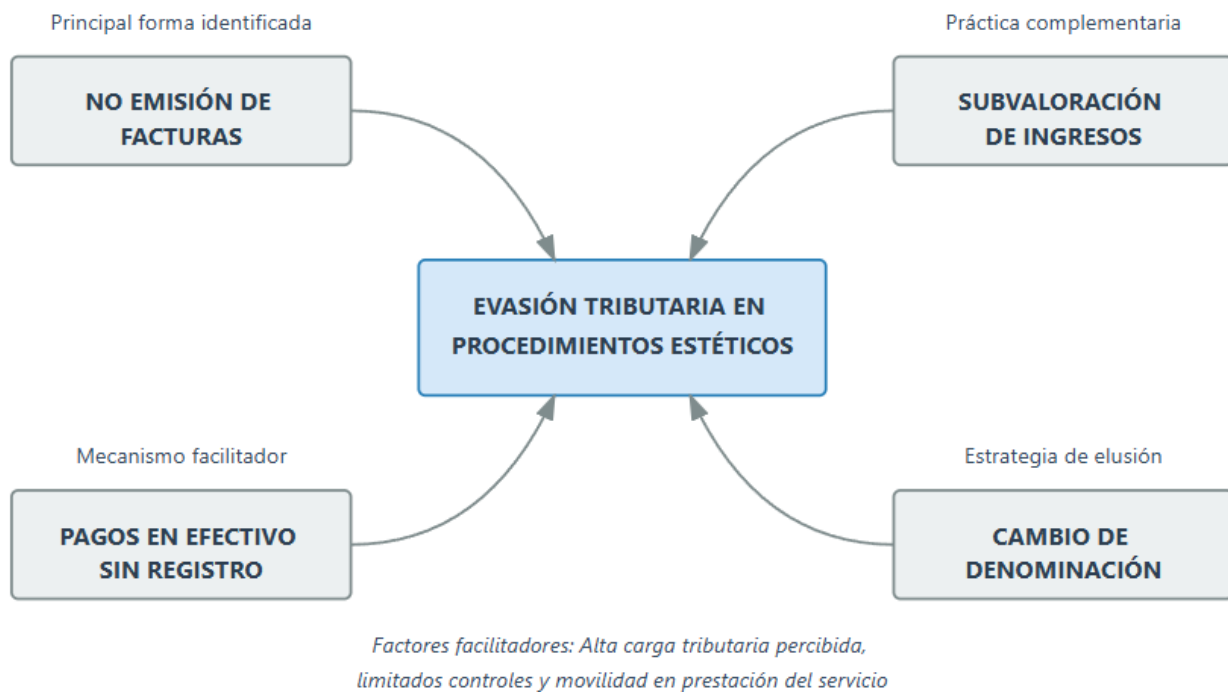 Principal forma identificada
NO EMISIÓN DE
FACTURAS
Práctica complementaria
SUBVALORACIÓN
DE INGRESOS
EVASIÓN TRIBUTARIA EN
PROCEDIMIENTOS ESTÉTICOS
Mecanismo facilitador
PAGOS EN EFECTIVO
SIN REGISTRO
Estrategia de elusión
CAMBIO DE
DENOMINACIÓN
Factores facilitadores: Alta carga tributaria percibida,
limitados controles y movilidad en prestación del servicio